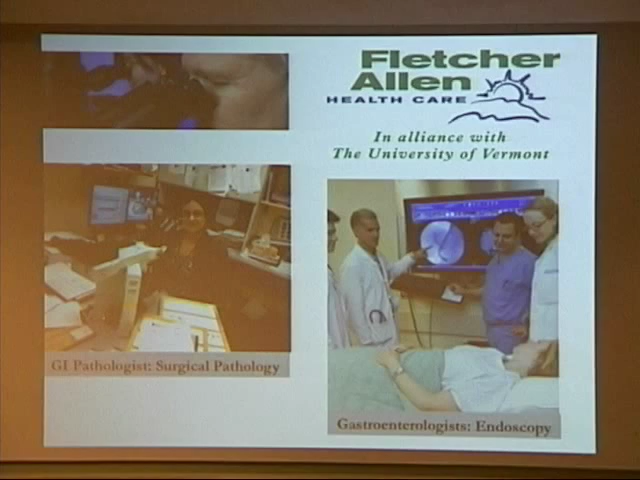 Fletcher
Allen
HEALTH CARE
In alliance with
The University of Vermont
GI Pathologist: Surgical Pathology
Gastroenterologists: Endoscopy